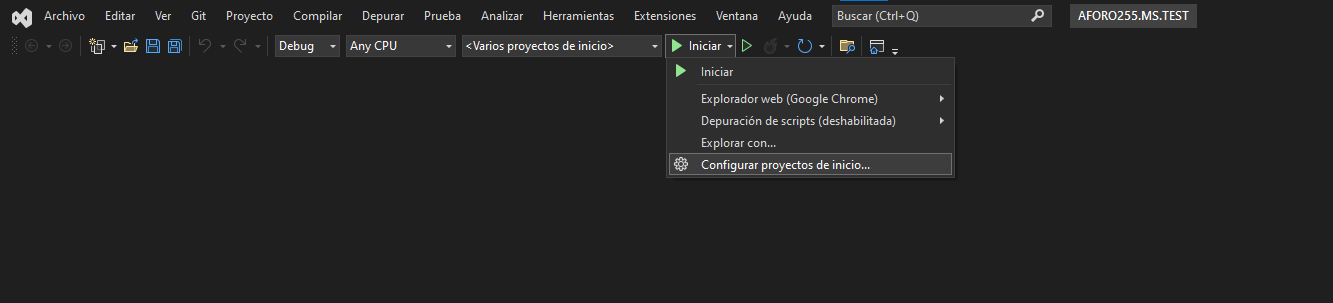 Archivo Editar Ver Git Proyecto Compilar Depurar Prueba Analizar Herramientas Extensiones Ventana Ayuda Buscar (Ctrl+Q) AFORO255.MS.TEST
Debug Any CPU <Varios proyectos de inicio> Iniciar
Iniciar
Explorador web (Google Chrome)
Depuración de scripts (deshabilitada)
Explorar con...
Configurar proyectos de inicio...